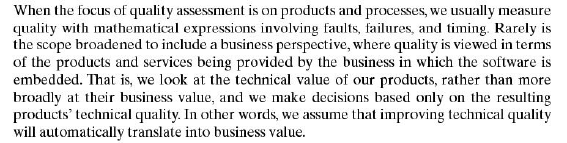 When the focus of quality assessment is on products and processes, we usually measure
quality with mathematical expressions involving faults, failures, and timing. Rarely is
the scope broadened to include a business perspective, where quality is viewed in terms
of the products and services being provided by the business in which the software is
embedded. That is, we look at the technical value of our products, rather than more
broadly at their business value, and we make decisions based only on the resulting
products' technical quality. In other words, we assume that improving technical quality
will automatically translate into business value.